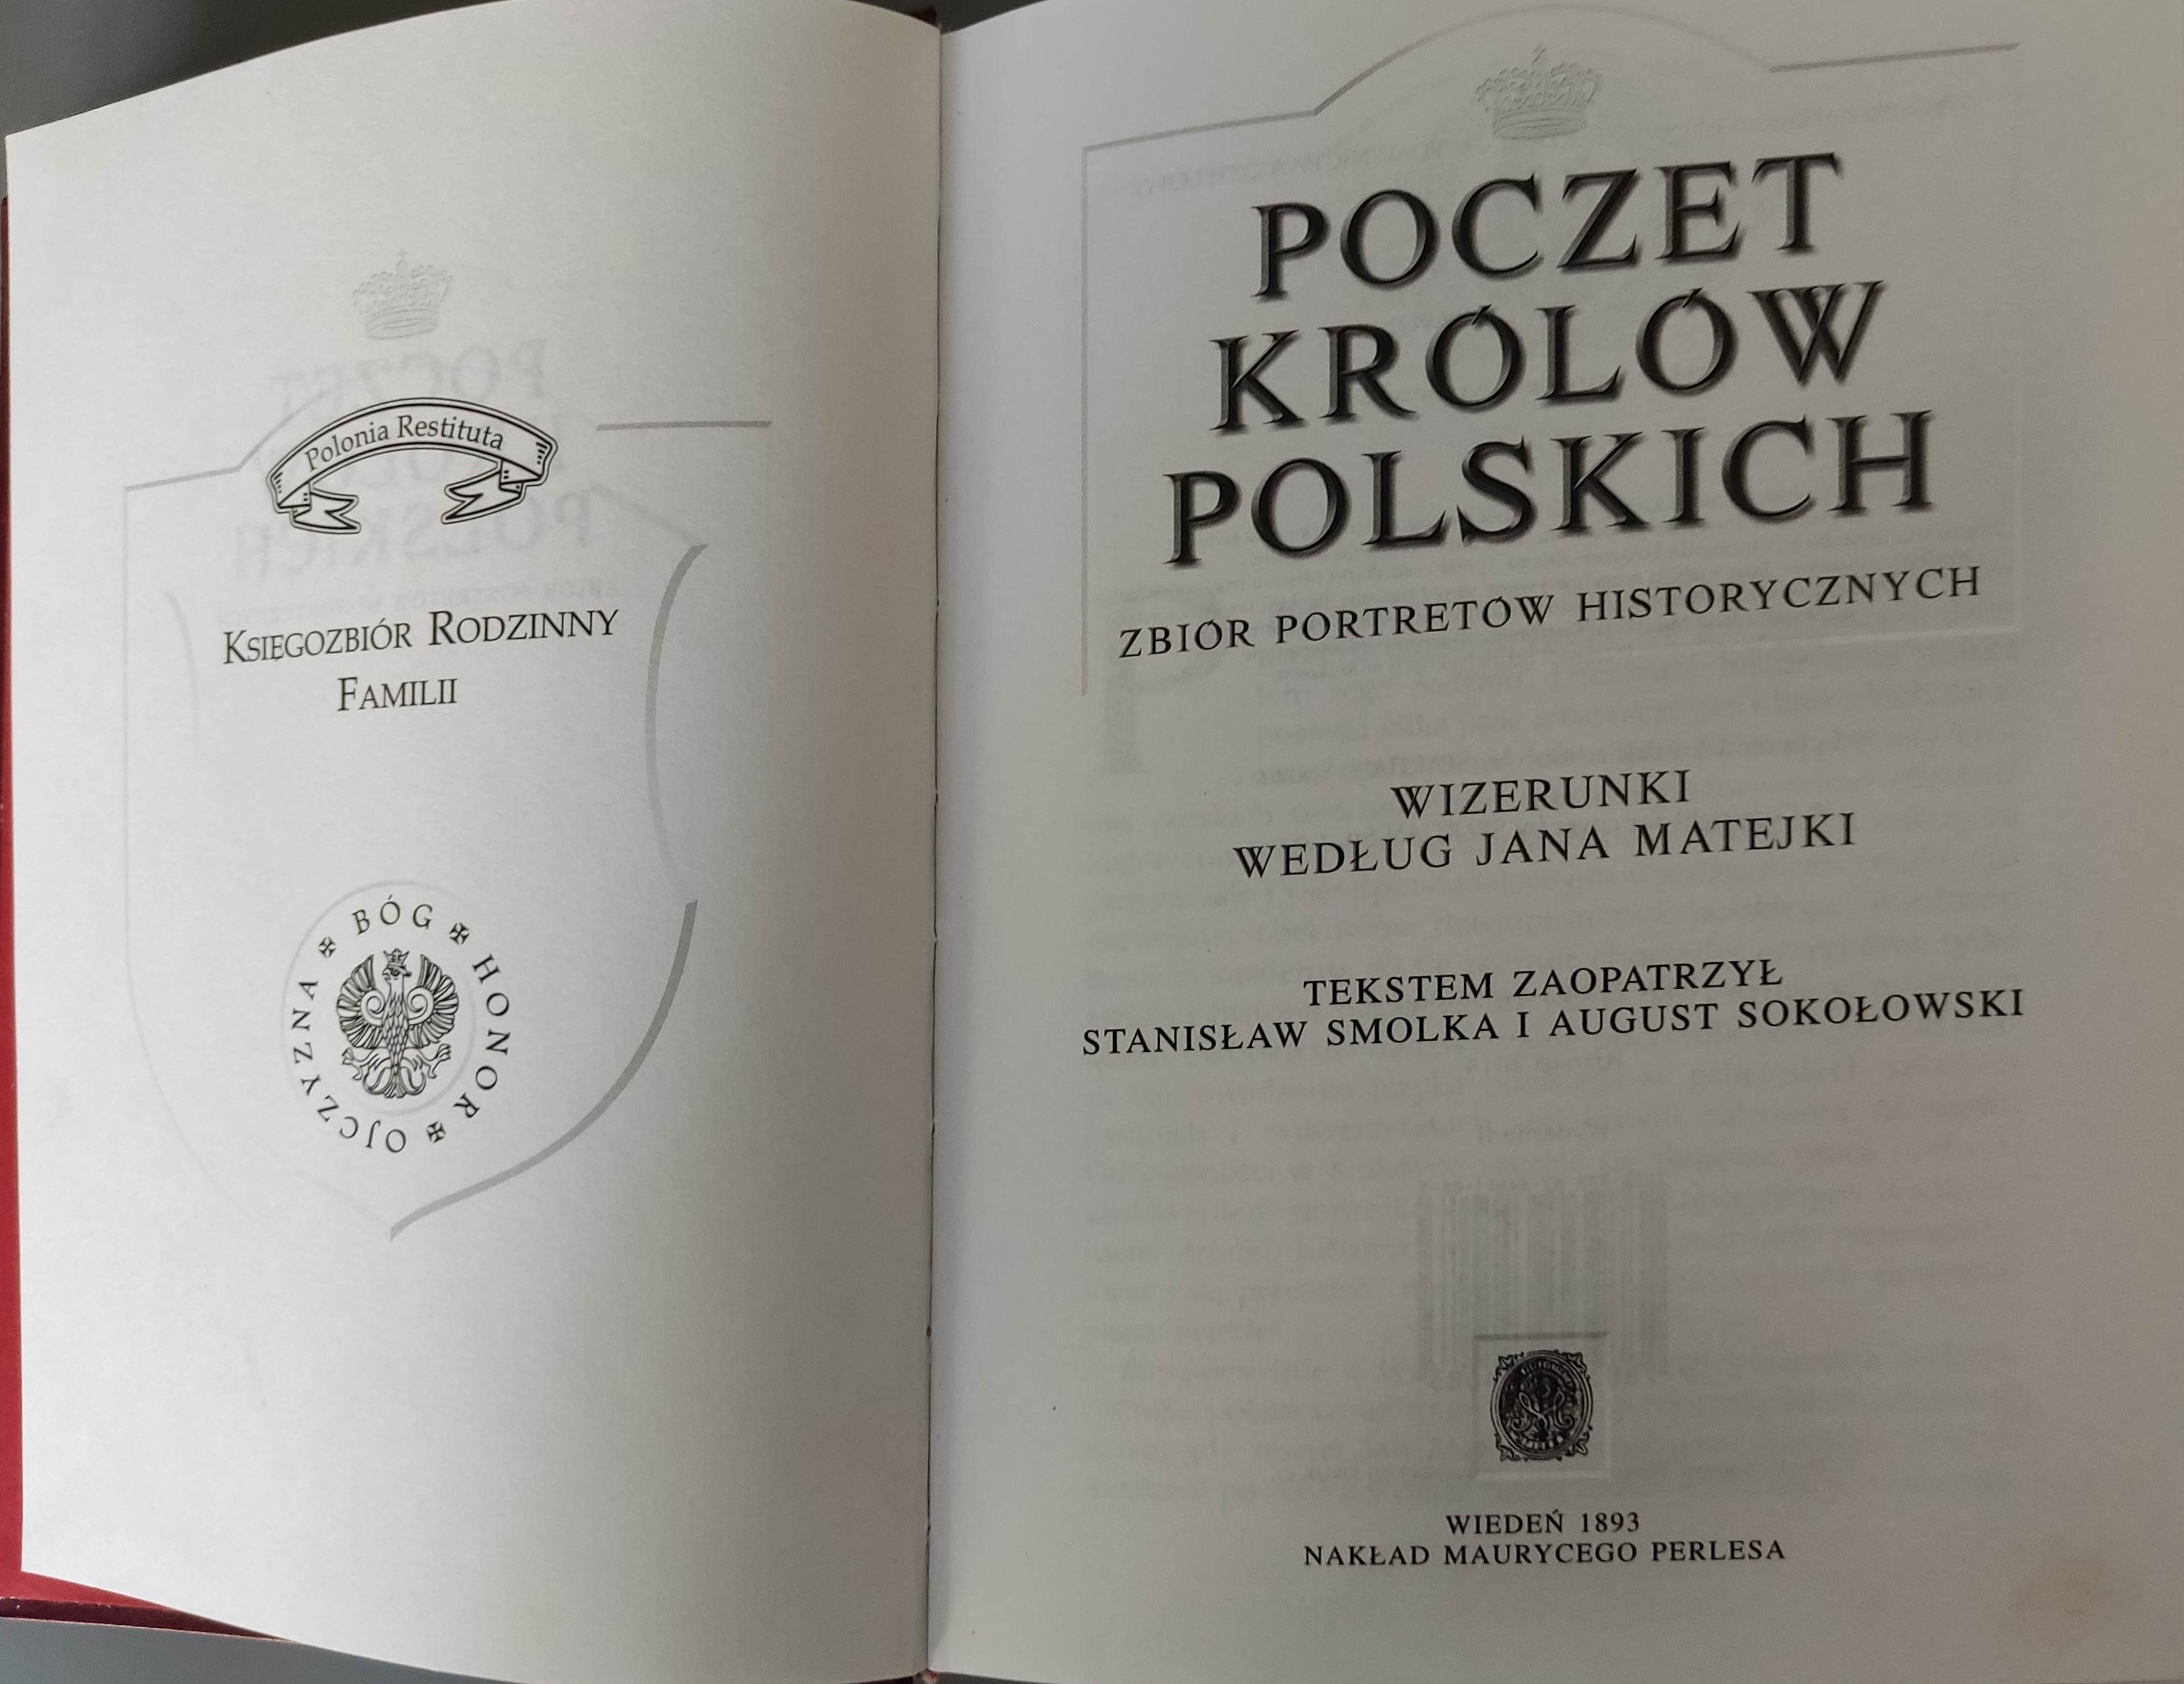 Polonia Restituta
KSIĘGOZBIÓR RODZINNY
FAMILII
BÓG ✠ HONOR ✠ OJCZYZNA ✠
POCZET
KRÓLÓW
POLSKICH
ZBIÓR PORTRETÓW HISTORYCZNYCH
WIZERUNKI
WEDŁUG JANA MATEJKI
TEKSTEM ZAOPATRZYŁ
STANISŁAW SMOLKA I AUGUST SOKOŁOWSKI
WIEDEŃ 1893
NAKŁAD MAURYCEGO PERLESA